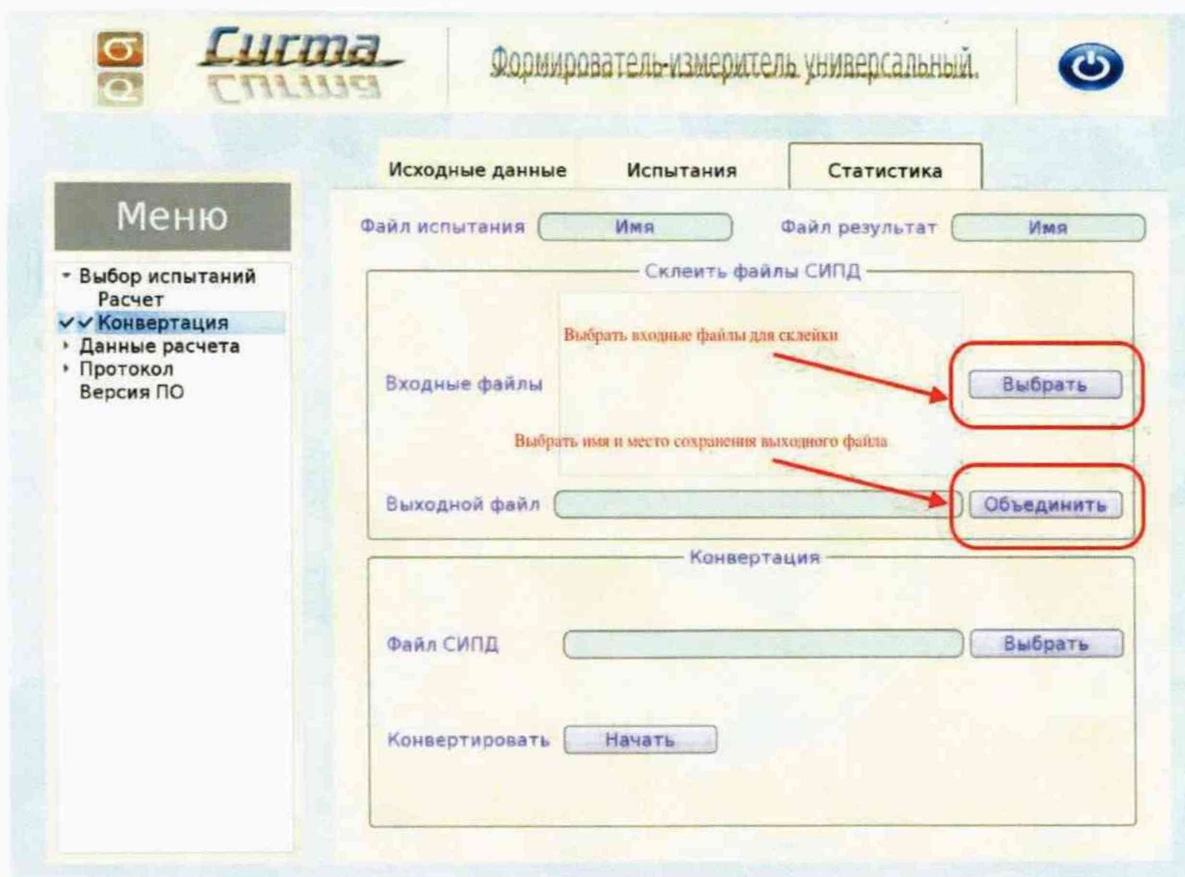 σ Сигма
Формирователь-измеритель универсальный.
Исходные данные Испытания Статистика
Меню
Выбор испытаний
Расчет
Конвертация
Данные расчета
Протокол
Версия ПО
Файл испытания Имя Файл результат Имя
Склеить файлы СИПД
Выбрать входные файлы для склейки
Входные файлы Выбрать
Выбрать имя и место сохранения выходного файла
Выходной файл Объединить
Конвертация
Файл СИПД Выбрать
Конвертировать Начать